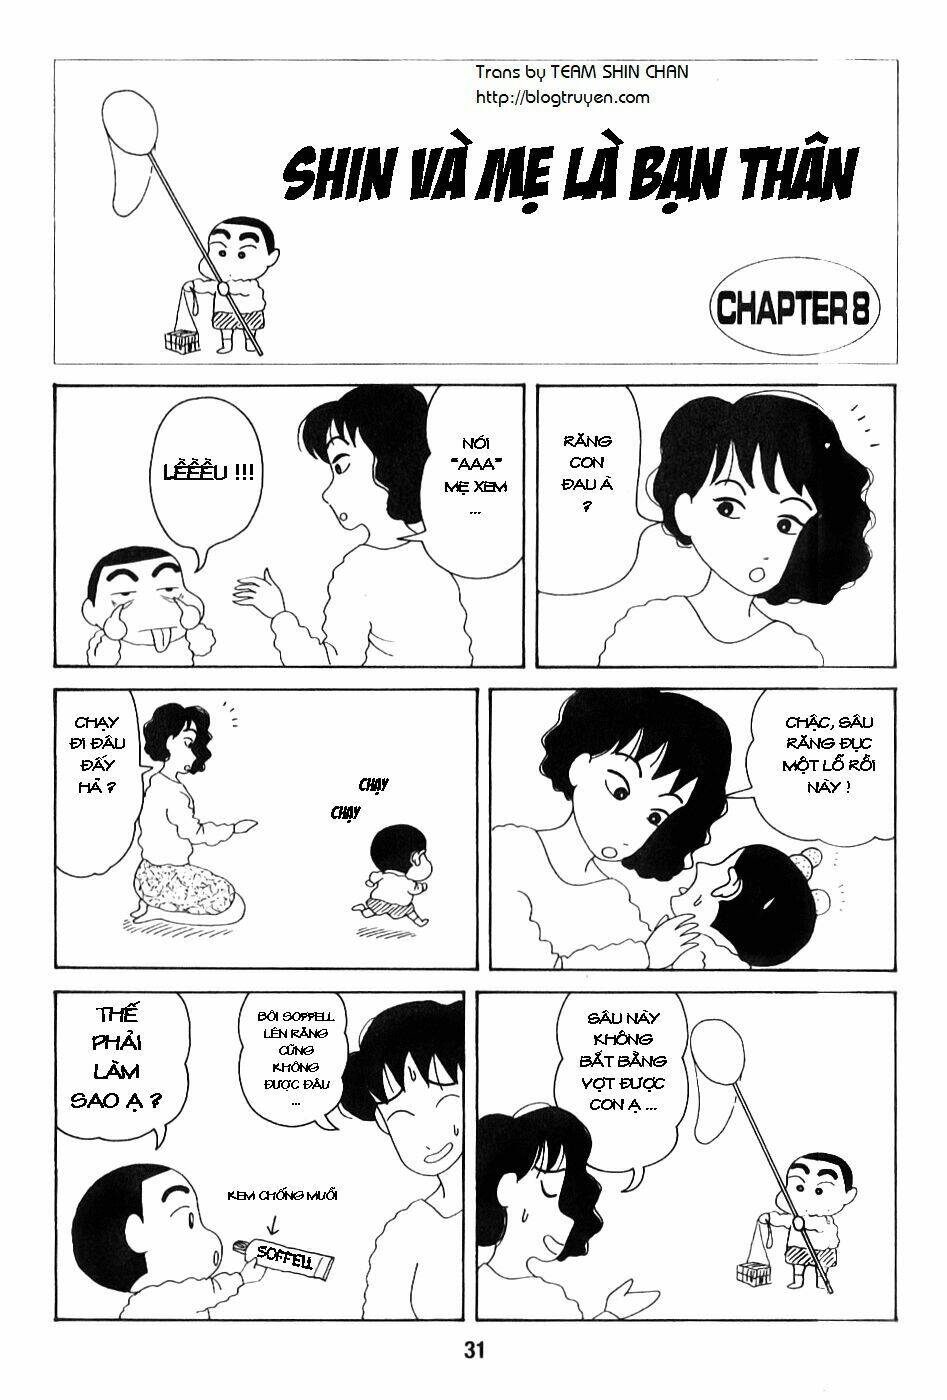 Trans by TEAM SHIN CHAN
http://blogtruyen.com
SHIN VÀ MẸ LÀ BẠN THÂN
CHAPTER 8
RĂNG
CON
ĐAU À
?
NÓI
"AAA"
MẸ XEM
...
LỀỀỀU !!!
CHẬC, SÂU
RĂNG ĐỤC
MỘT LỖ RỒI
NÀY !
CHẠY
ĐI ĐÂU
ĐẤY
HẢ ?
CHẠY
CHẠY
SÂU NÀY
KHÔNG
BẮT BẰNG
VỢT ĐƯỢC
CON Ạ ...
BÔI SOFFELL
LÊN RĂNG
CŨNG
KHÔNG
ĐƯỢC ĐÂU
...
THẾ
PHẢI
LÀM
SAO Ạ ?
KEM CHỐNG MUỖI
SOFFELL
31